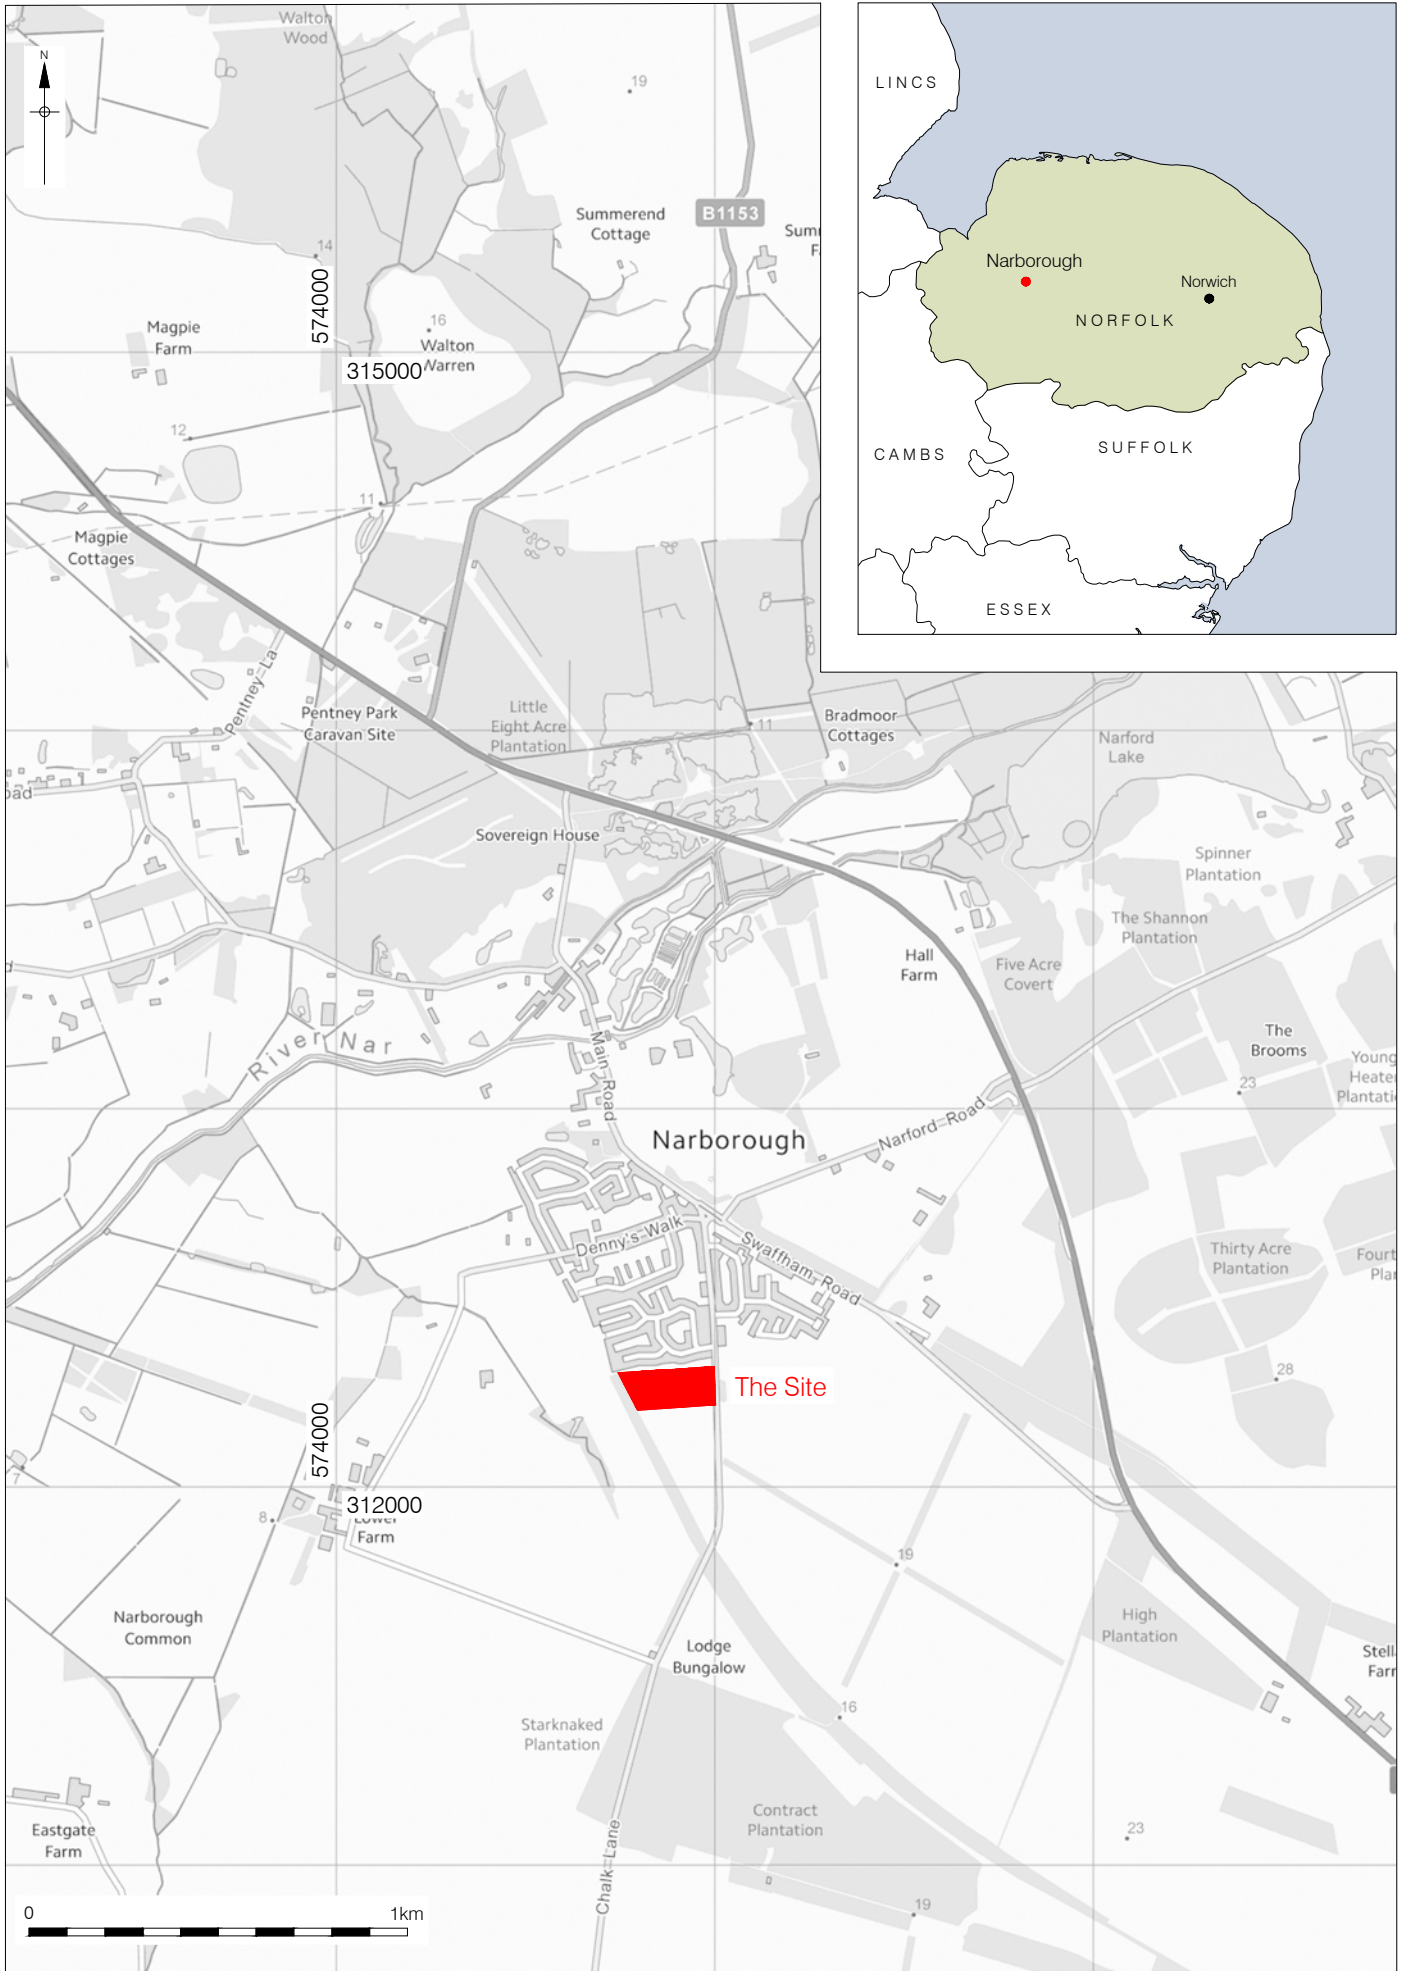 Walton
Wood
N
19
Summerend
Cottage
B1153
14
574000
16
Walton
Warren
Magpie
Farm
315000
12
11
Magpie
Cottages
Pentney La
Pentney Park
Caravan Site
Little
Eight Acre
Plantation
11
Bradmoor
Cottages
Narford
Lake
Sovereign House
Spinner
Plantation
The Shannon
Plantation
Hall
Farm
Five Acre
Covert
The
Brooms
River Nar
Main Road
23
Young
Heater
Narborough
Narford Road
Denny's Walk
Swaffham Road
Thirty Acre
Plantation
28
The Site
574000
7
312000
8
Lower
Farm
19
Narborough
Common
High
Plantation
Lodge
Bungalow
16
Starknaked
Plantation
Contract
Plantation
23
Eastgate
Farm
Chalk Lane
19
0
1km
LINCS
Narborough
Norwich
NORFOLK
CAMBS
SUFFOLK
ESSEX